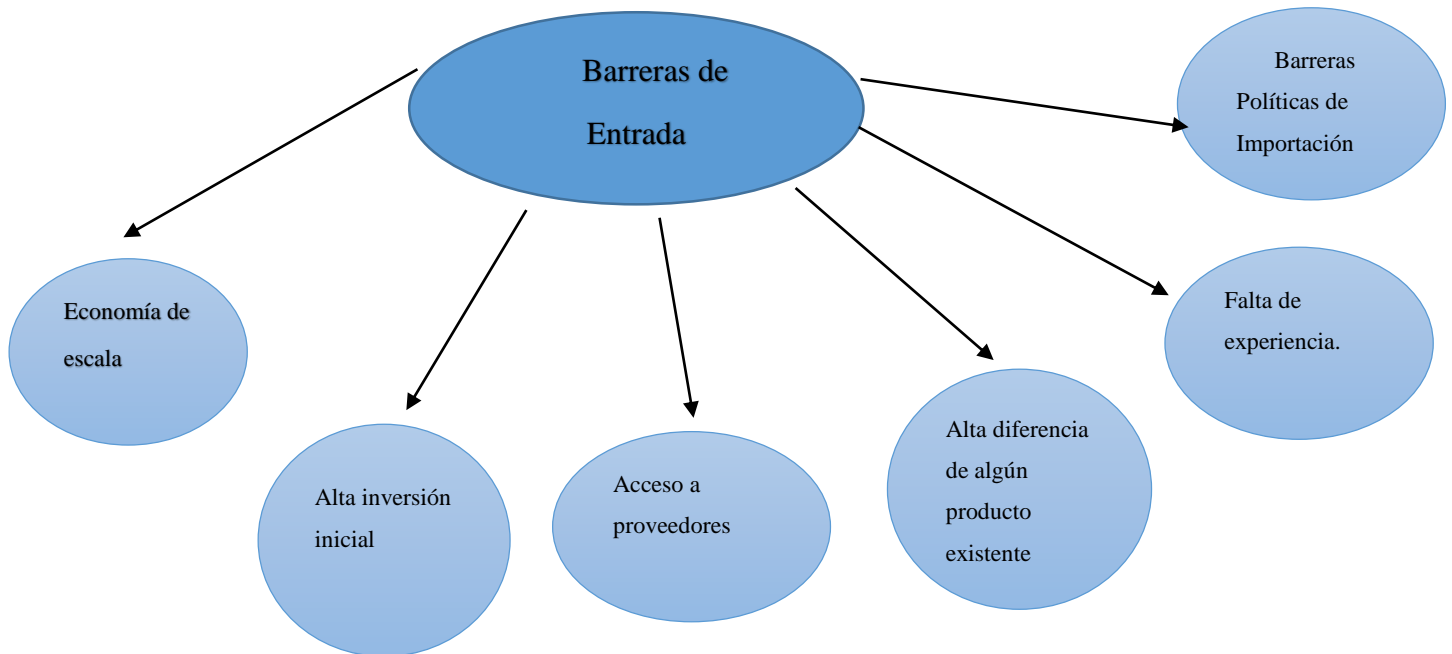 Barreras de
Entrada
Barreras
Políticas de
Importación
Economía de
escala
Alta inversión
inicial
Acceso a
proveedores
Alta diferencia
de algún
producto
existente
Falta de
experiencia.